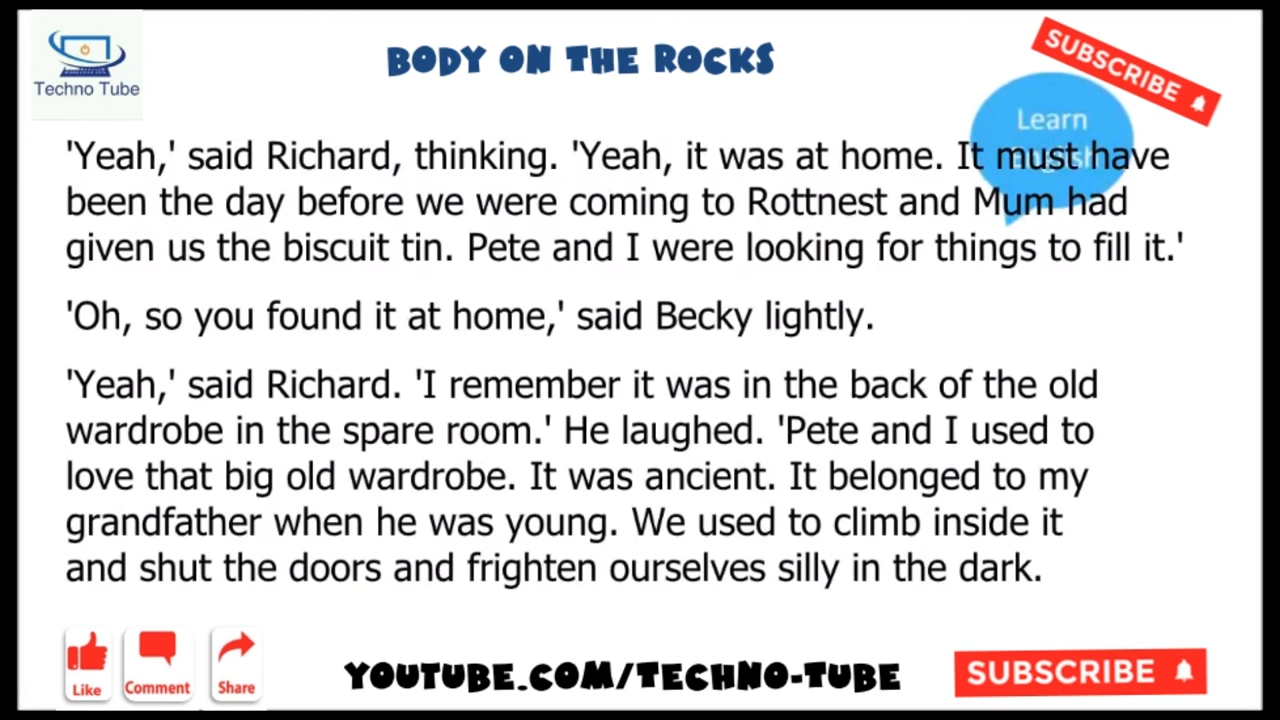 Techno Tube
BODY ON THE ROCKS
SUBSCRIBE
Learn
English
'Yeah,' said Richard, thinking. 'Yeah, it was at home. It must have
been the day before we were coming to Rottnest and Mum had
given us the biscuit tin. Pete and I were looking for things to fill it.'
'Oh, so you found it at home,' said Becky lightly.
'Yeah,' said Richard. 'I remember it was in the back of the old
wardrobe in the spare room.' He laughed. 'Pete and I used to
love that big old wardrobe. It was ancient. It belonged to my
grandfather when he was young. We used to climb inside it
and shut the doors and frighten ourselves silly in the dark.
Like
Comment
Share
YOUTUBE.COM/TECHNO-TUBE
SUBSCRIBE